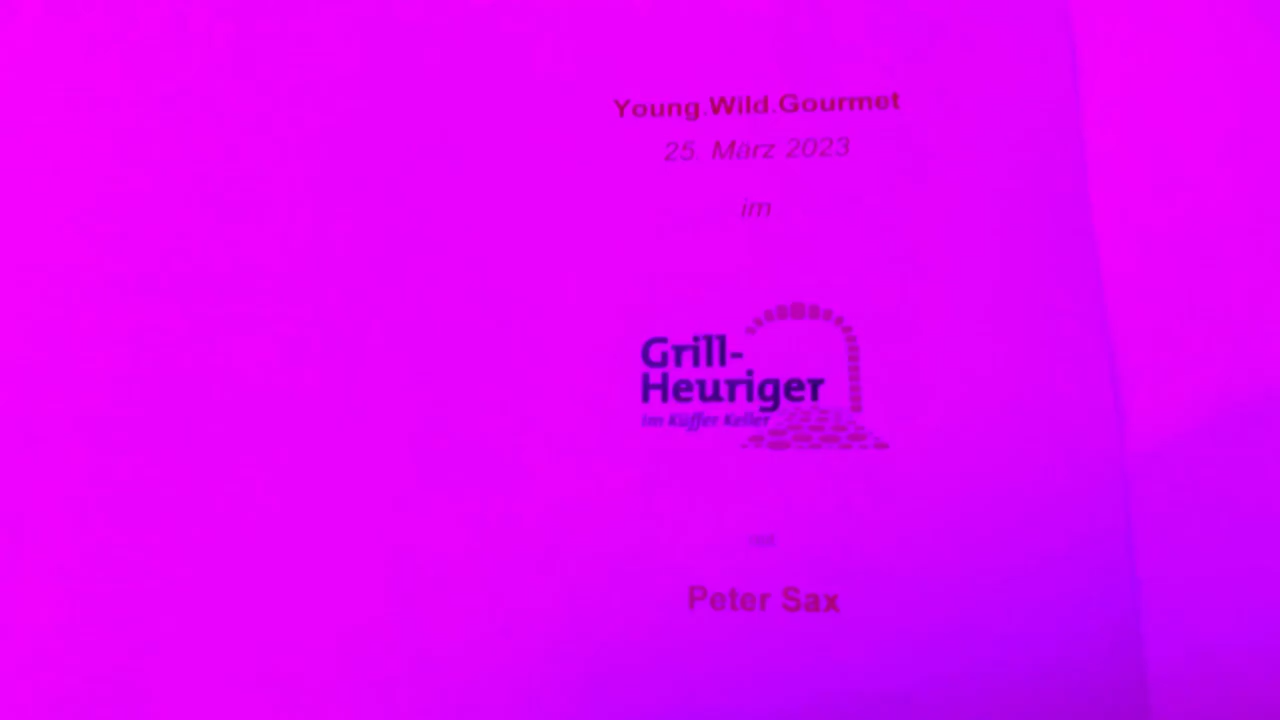 Young.Wild.Gourmet
25. März 2023
im
Grill-
Heuriger
im Küffer Keller
Peter Sax